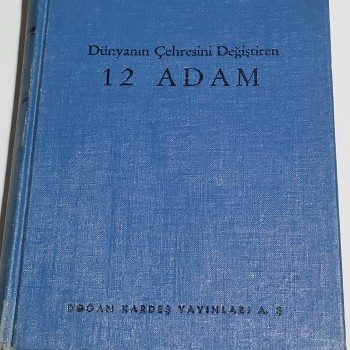 Dünyanın Çehresini Değiştiren
12 ADAM
DOĞAN KARDEŞ YAYINLARI A. Ş